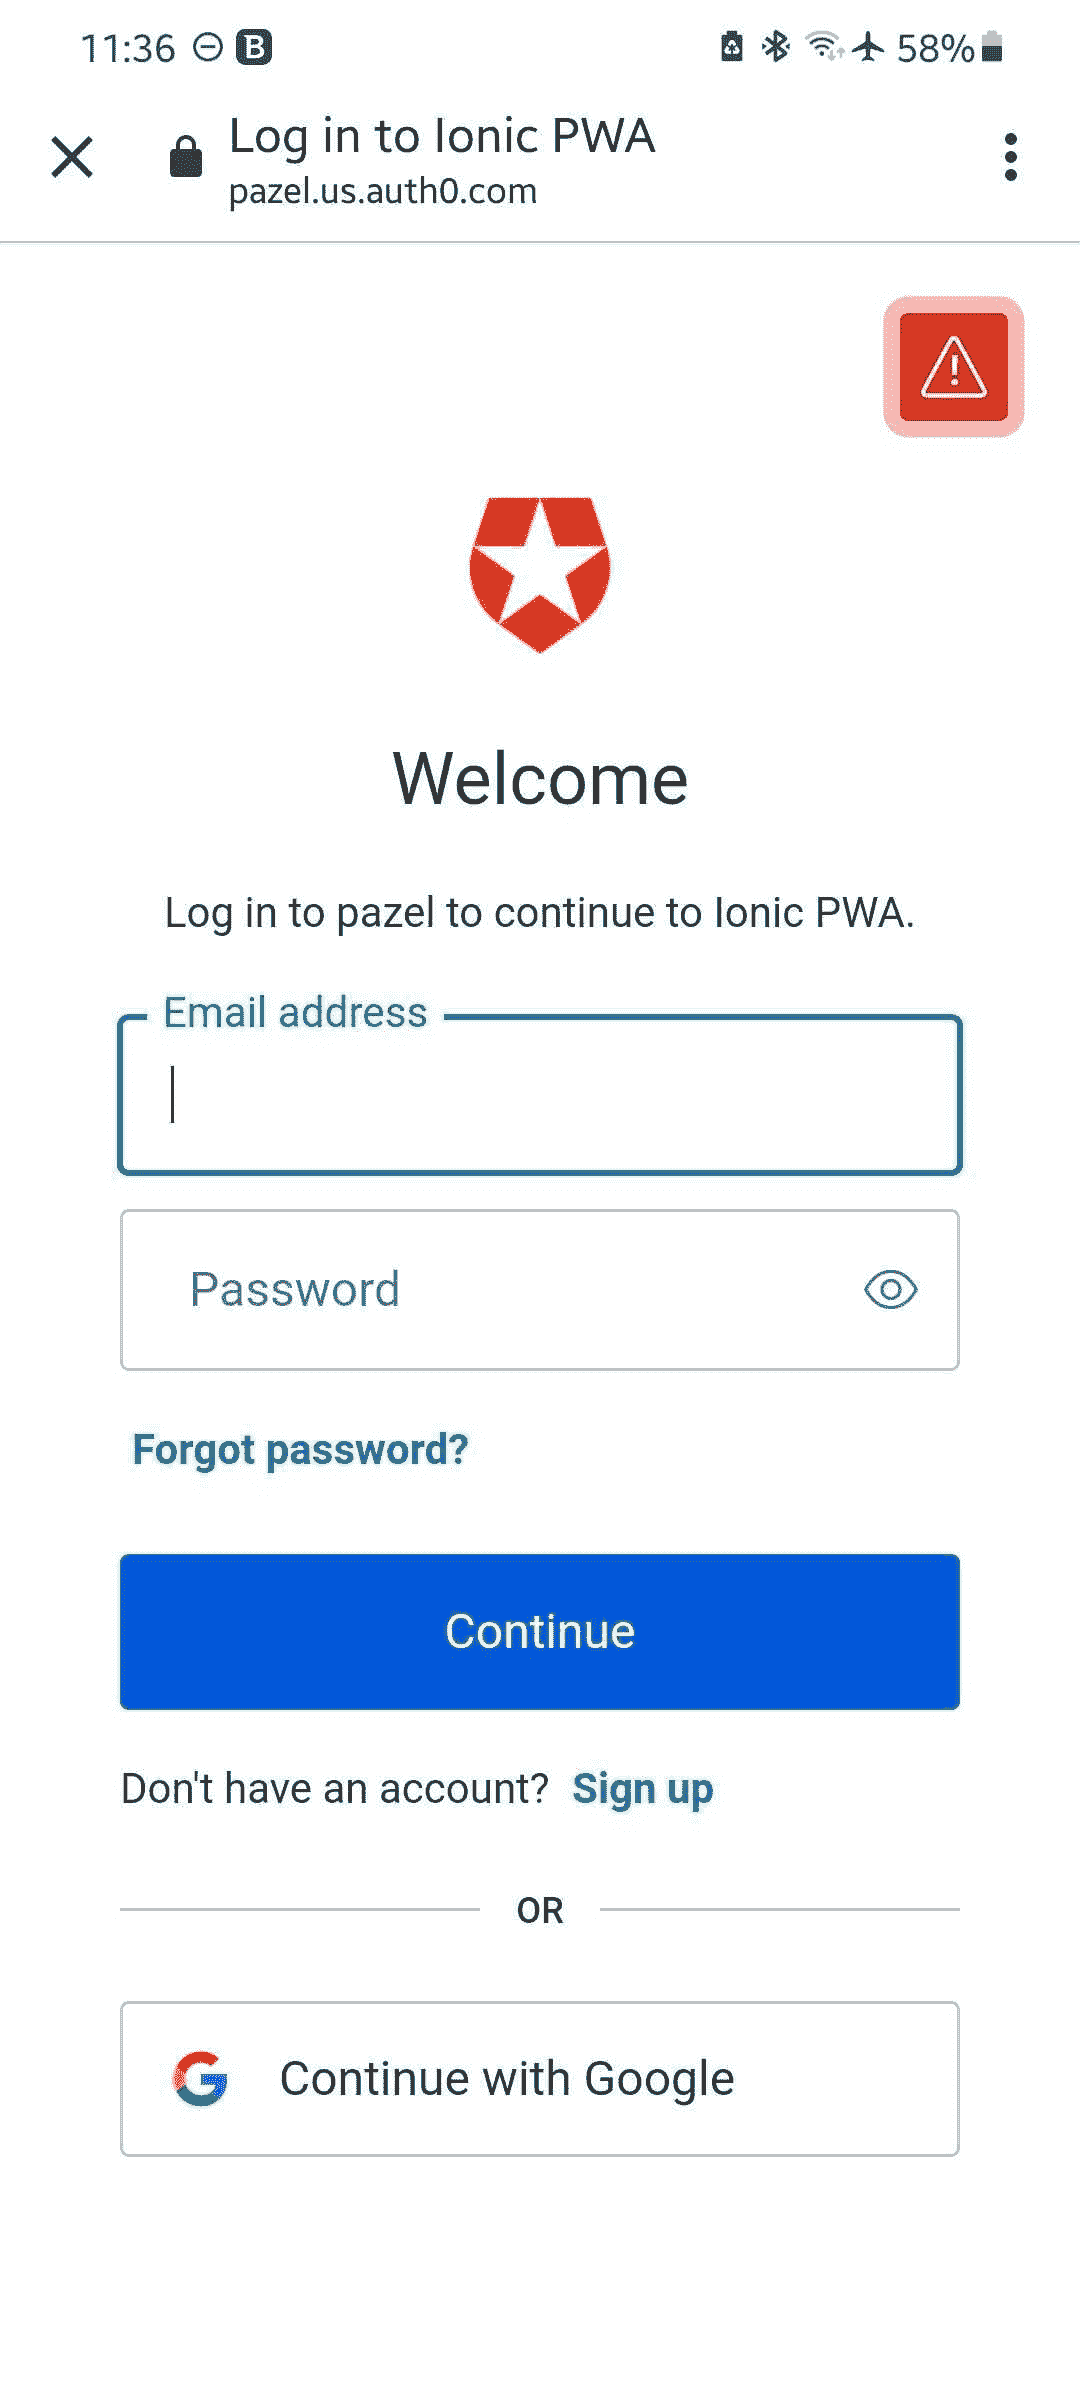 11:36 B 58%
Log in to Ionic PWA
pazel.us.auth0.com
Welcome
Log in to pazel to continue to Ionic PWA.
Email address
Password
Forgot password?
Continue
Don't have an account? Sign up
OR
Continue with Google